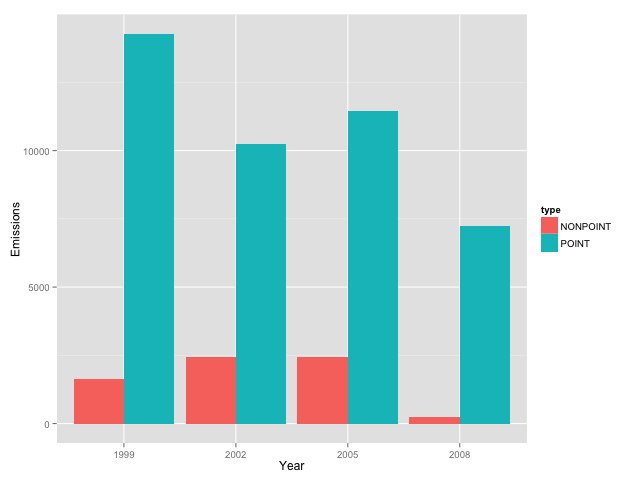 Emissions
10000
5000
0
1999 2002 2005 2008
Year
type
NONPOINT
POINT